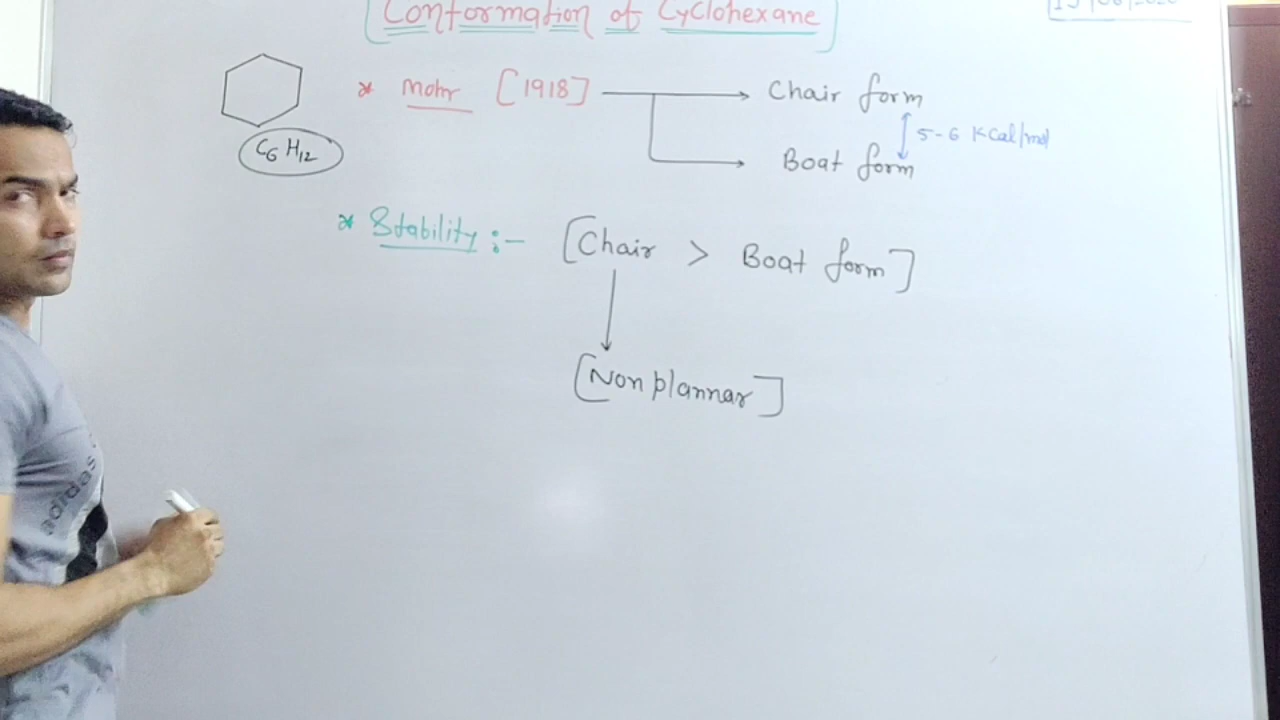 Conformation of Cyclohexane
* Mohr [1918] → Chair form
5-6 KCal/mol
Boat form
C6H12
* Stability :- [Chair > Boat form]
[Non plannar]
adidas